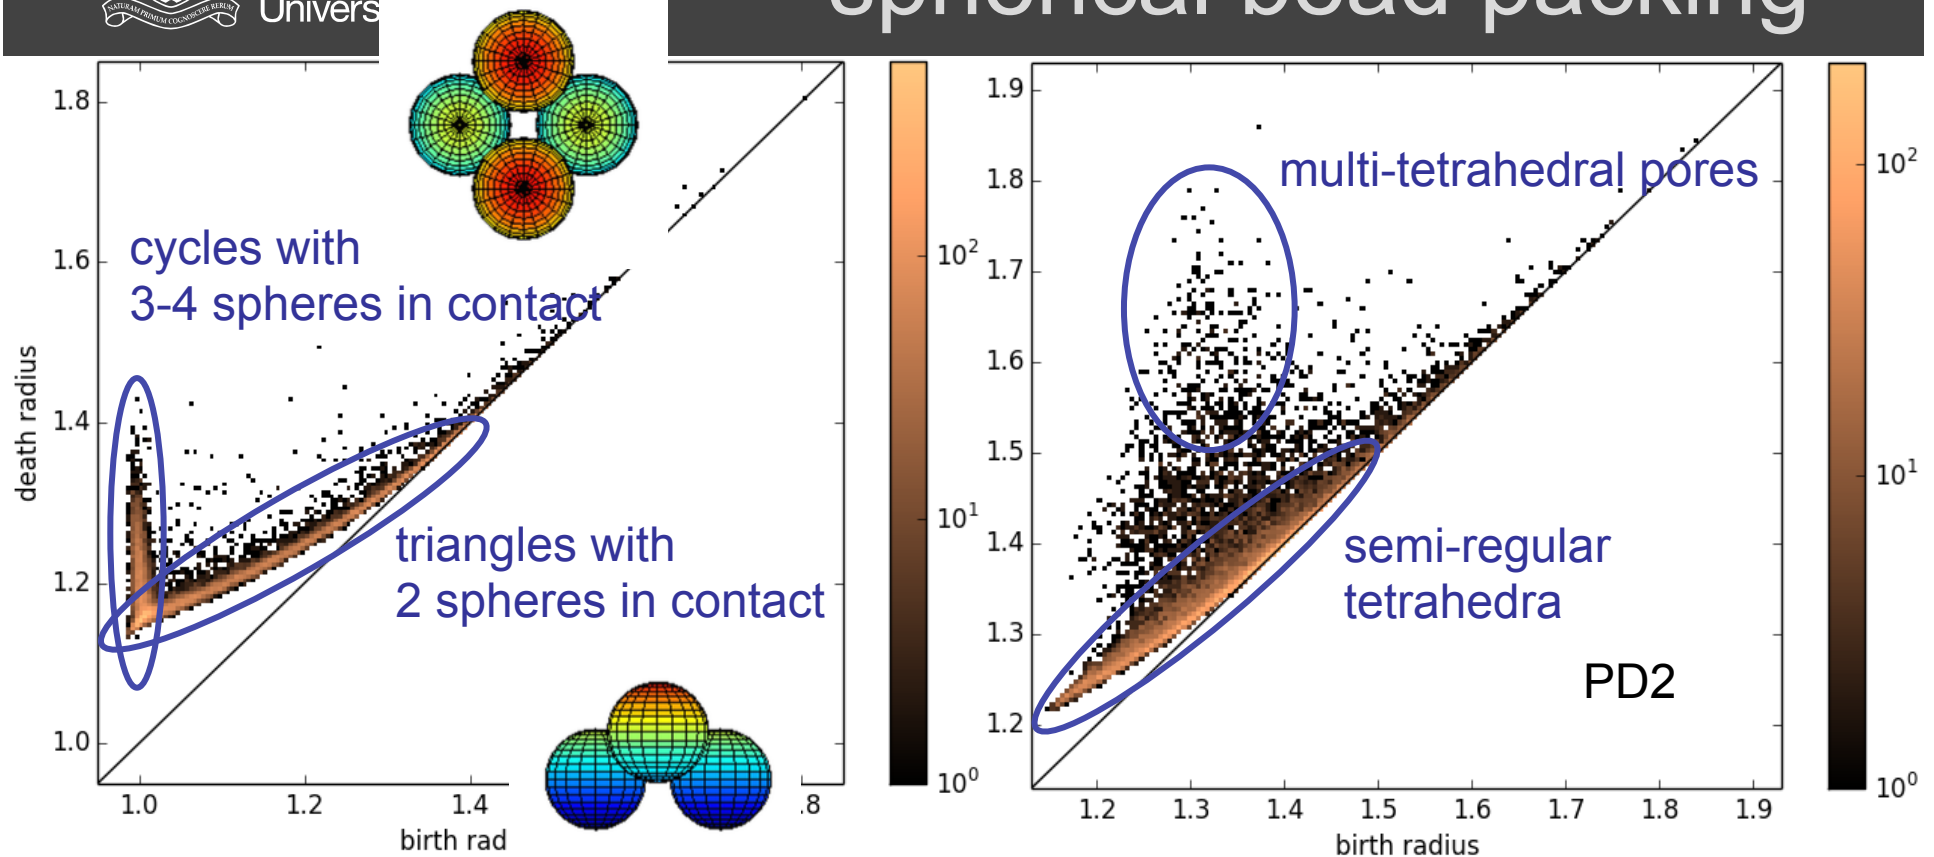 NATURAM PRIMUM COGNOSCERE RERUM
Univers
spherical bead packing
1.8
1.6
1.4
1.2
1.0
death radius
1.0
1.2
1.4
.8
birth rad
cycles with
3-4 spheres in contact
triangles with
2 spheres in contact
10²
10¹
10⁰
1.9
1.8
1.7
1.6
1.5
1.4
1.3
1.2
1.2
1.3
1.4
1.5
1.6
1.7
1.8
1.9
birth radius
multi-tetrahedral pores
semi-regular
tetrahedra
PD2
10²
10¹
10⁰